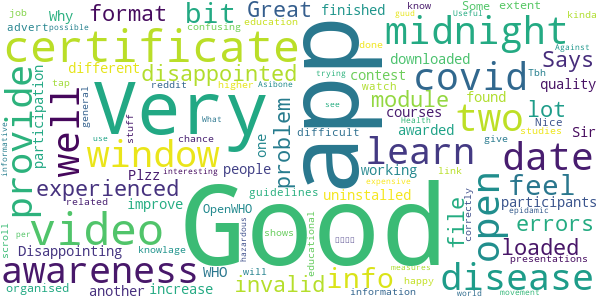 job
Why
format
bit
Great
finished
Some
extent
know
kinda
guud
Useful
advert
possible
confusing
education
certificate
app
midnight
Against
Says
tap
different
disappointed
higher
done
contest
downloaded
Tbh
reddit
Asibone
watch
participation
well
Very
problem
covid
quality
module
found
lot
provide
stuff
What
trying
see
courses
Nice
Sir
general
chance
one
difficult
awarded
Health
give
studies
informative
window
learn
two
date
use
interesting
expensive
link
experienced
Plzz
people
working
open
feel
related
improve
guidelines
uninstalled
file
correctly
participants
video
OpenWHO
Good
errors
scroll
Disappointing
hazardous
shows
educational
loaded
epidamic
per
knowlage
WHO
awareness
invalid
info
measures
happy
disease
presentations
organised
another
increase
will
information
world
movement